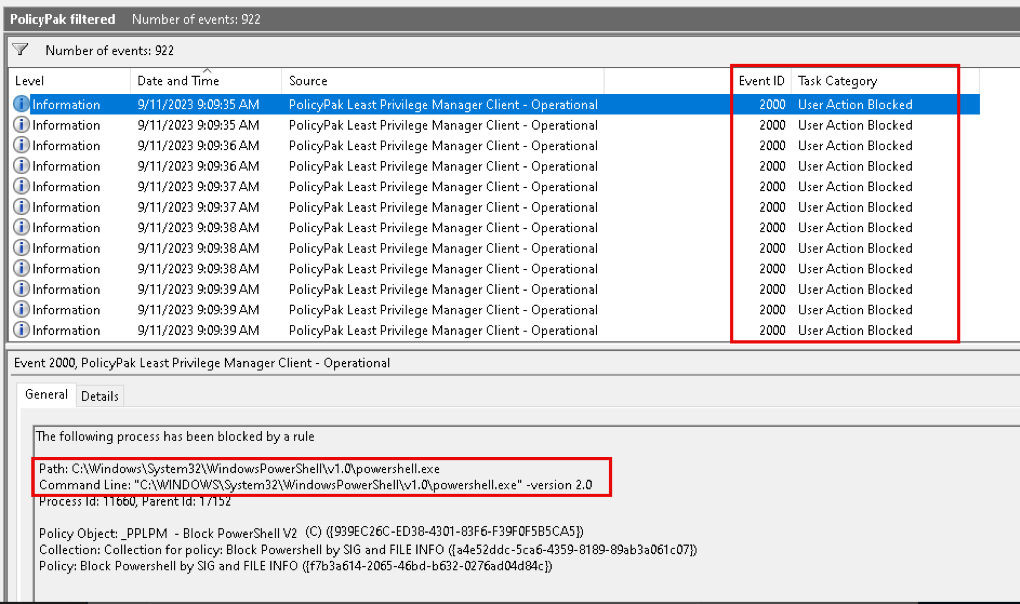 PolicyPak filtered Number of events: 922
Number of events: 922
Level Date and Time Source Event ID Task Category
Information 9/11/2023 9:09:35 AM PolicyPak Least Privilege Manager Client - Operational 2000 User Action Blocked
Information 9/11/2023 9:09:35 AM PolicyPak Least Privilege Manager Client - Operational 2000 User Action Blocked
Information 9/11/2023 9:09:36 AM PolicyPak Least Privilege Manager Client - Operational 2000 User Action Blocked
Information 9/11/2023 9:09:36 AM PolicyPak Least Privilege Manager Client - Operational 2000 User Action Blocked
Information 9/11/2023 9:09:37 AM PolicyPak Least Privilege Manager Client - Operational 2000 User Action Blocked
Information 9/11/2023 9:09:37 AM PolicyPak Least Privilege Manager Client - Operational 2000 User Action Blocked
Information 9/11/2023 9:09:38 AM PolicyPak Least Privilege Manager Client - Operational 2000 User Action Blocked
Information 9/11/2023 9:09:38 AM PolicyPak Least Privilege Manager Client - Operational 2000 User Action Blocked
Information 9/11/2023 9:09:38 AM PolicyPak Least Privilege Manager Client - Operational 2000 User Action Blocked
Information 9/11/2023 9:09:39 AM PolicyPak Least Privilege Manager Client - Operational 2000 User Action Blocked
Information 9/11/2023 9:09:39 AM PolicyPak Least Privilege Manager Client - Operational 2000 User Action Blocked
Information 9/11/2023 9:09:39 AM PolicyPak Least Privilege Manager Client - Operational 2000 User Action Blocked
Event 2000, PolicyPak Least Privilege Manager Client - Operational
General Details
The following process has been blocked by a rule
Path: C:\Windows\System32\WindowsPowerShell\v1.0\powershell.exe
Command Line: "C:\WINDOWS\System32\WindowsPowerShell\v1.0\powershell.exe" -version 2.0
Process Id: 11660, Parent Id: 17152
Policy Object: _PPLPM - Block PowerShell V2 (C) ({939EC26C-ED38-4301-83F6-F39F0F5B5CA5})
Collection: Collection for policy: Block Powershell by SIG and FILE INFO ({a4e52ddc-5ca6-4359-8189-89ab3a061c07})
Policy: Block Powershell by SIG and FILE INFO ({f7b3a614-2065-46bd-b632-0276ad04d84c})